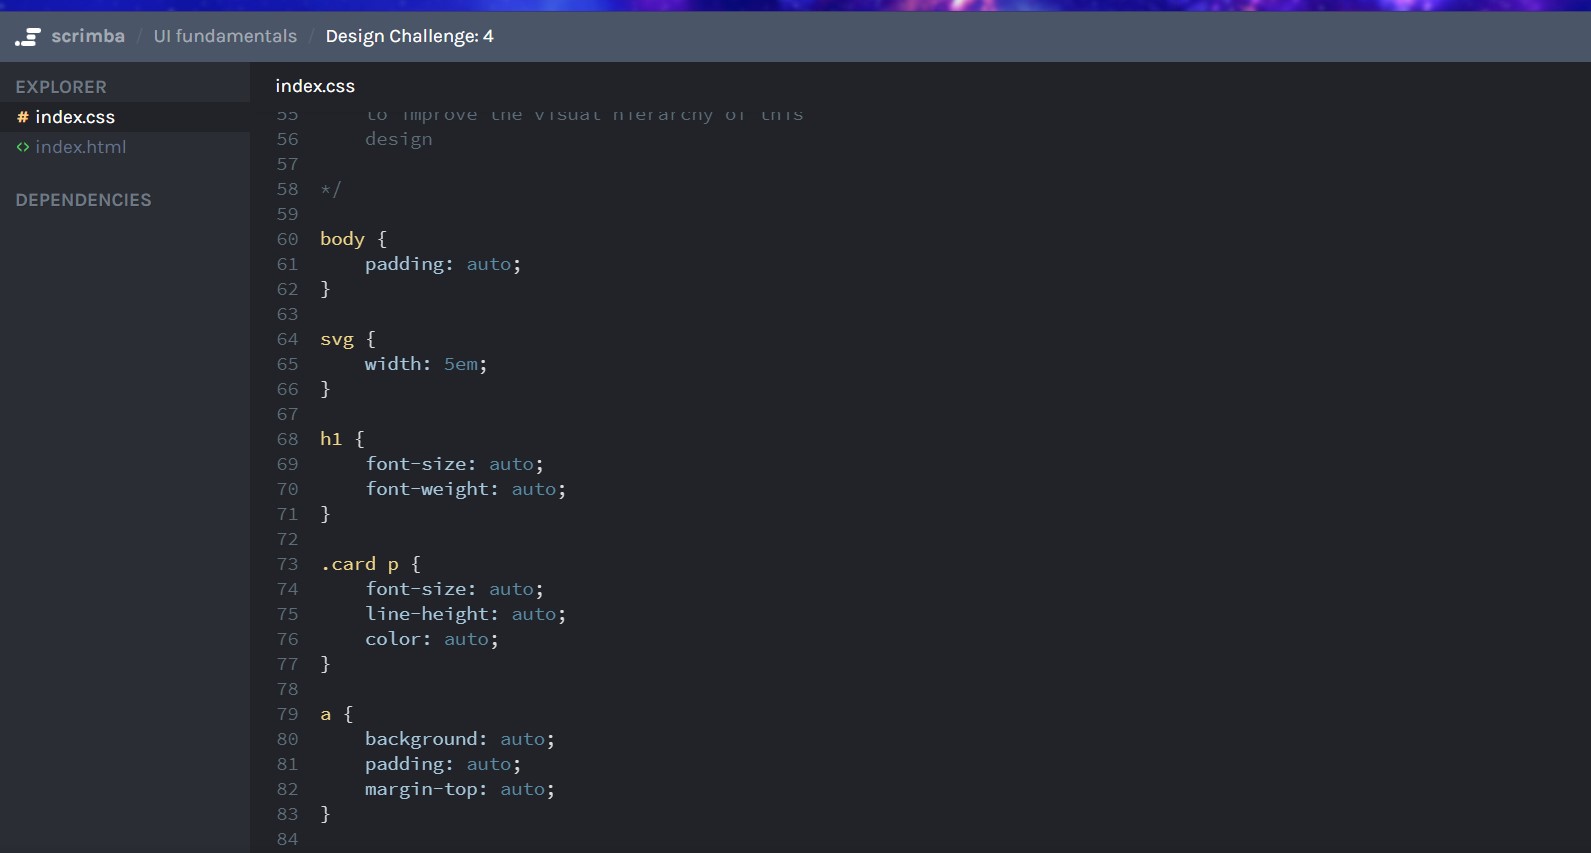 scrimba / UI fundamentals / Design Challenge: 4
EXPLORER
# index.css
<> index.html
DEPENDENCIES
index.css
55 to improve the visual hierarchy of this
56 design
57
58 */
59
60 body {
61 padding: auto;
62 }
63
64 svg {
65 width: 5em;
66 }
67
68 h1 {
69 font-size: auto;
70 font-weight: auto;
71 }
72
73 .card p {
74 font-size: auto;
75 line-height: auto;
76 color: auto;
77 }
78
79 a {
80 background: auto;
81 padding: auto;
82 margin-top: auto;
83 }
84